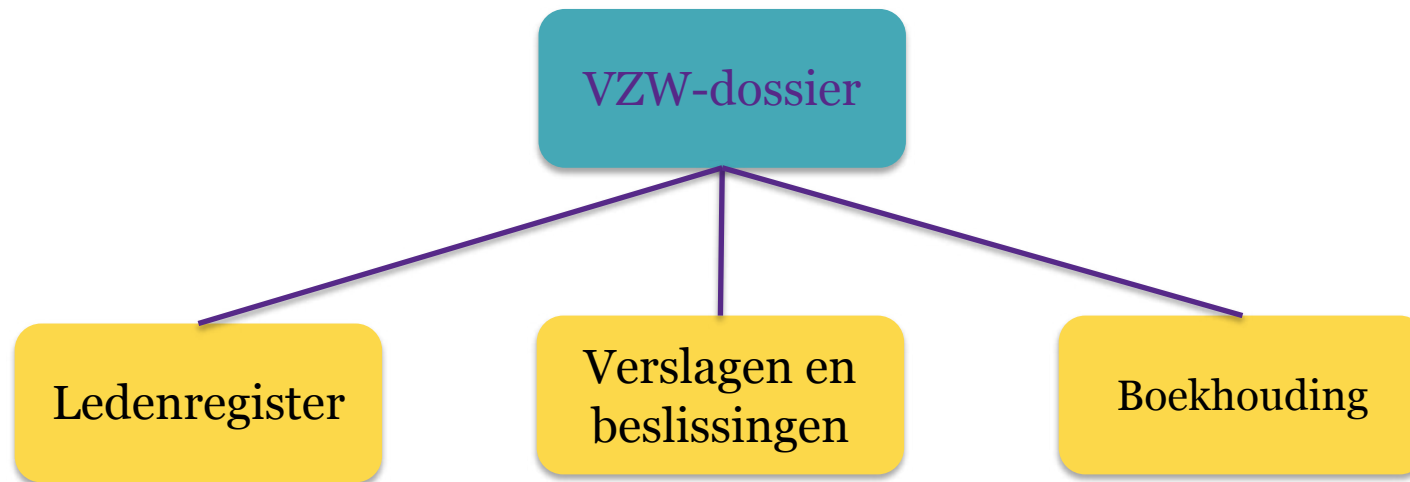 VZW-dossier
Ledenregister
Verslagen en
beslissingen
Boekhouding